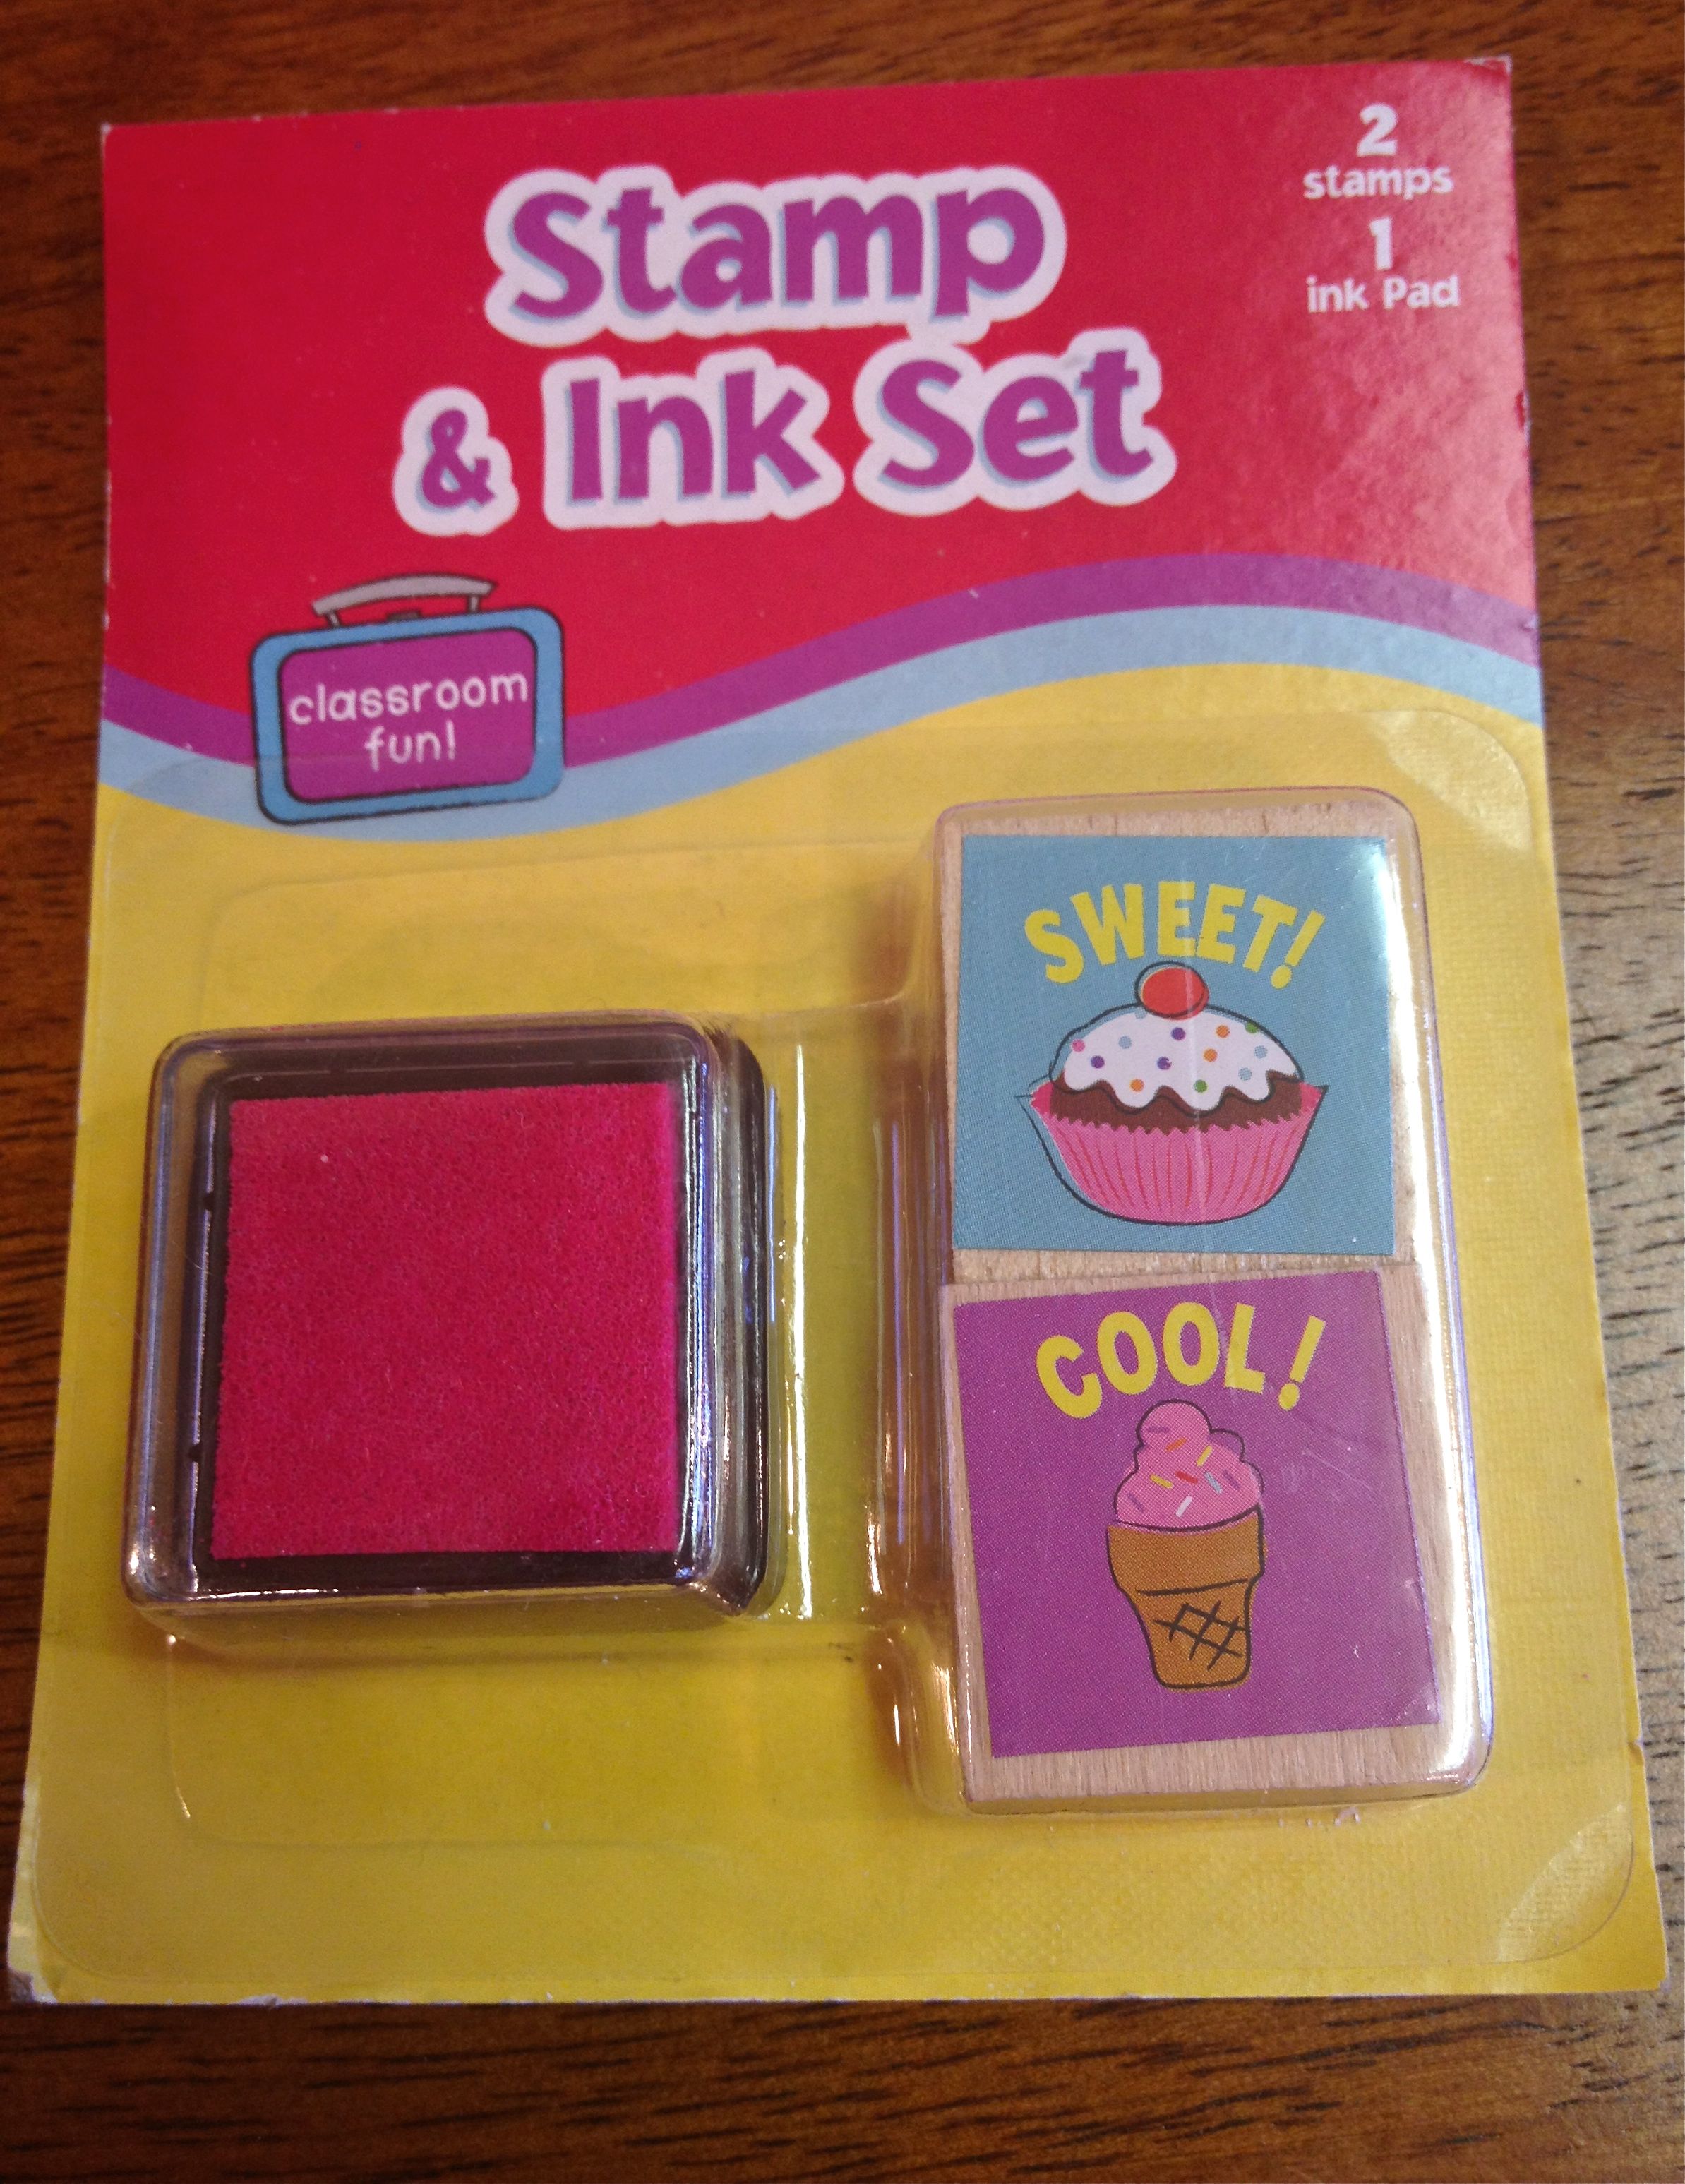 2
stamps
1
ink Pad
Stamp
& Ink Set
classroom
fun!
SWEET!
COOL!